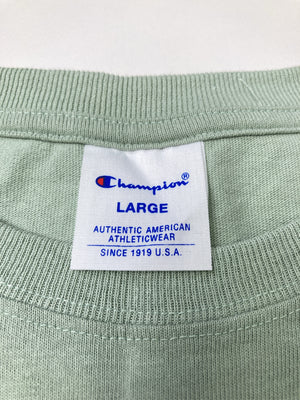 Champion®
LARGE
AUTHENTIC AMERICAN
ATHLETICWEAR
SINCE 1919 U.S.A.